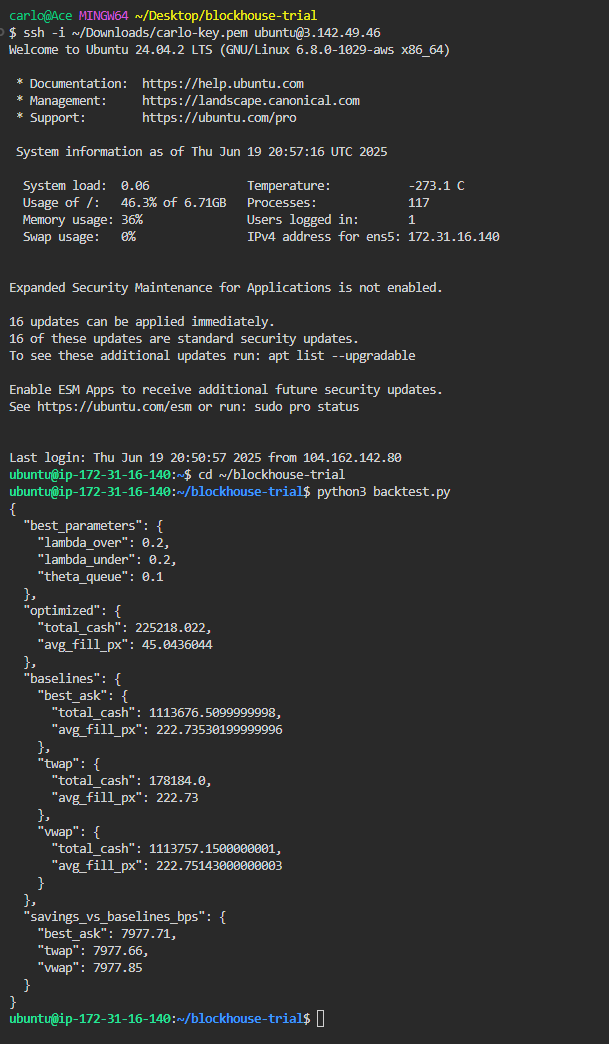 carlo@Ace MINGW64 ~/Desktop/blockhouse-trial
$ ssh -i ~/Downloads/carlo-key.pem ubuntu@3.142.49.46
Welcome to Ubuntu 24.04.2 LTS (GNU/Linux 6.8.0-1029-aws x86_64)

 * Documentation:  https://help.ubuntu.com
 * Management:     https://landscape.canonical.com
 * Support:        https://ubuntu.com/pro

 System information as of Thu Jun 19 20:57:16 UTC 2025

  System load:  0.06               Temperature:           -273.1 C
  Usage of /:   46.3% of 6.71GB   Processes:             117
  Memory usage: 36%                Users logged in:       1
  Swap usage:   0%                 IPv4 address for ens5: 172.31.16.140


Expanded Security Maintenance for Applications is not enabled.

16 updates can be applied immediately.
16 of these updates are standard security updates.
To see these additional updates run: apt list --upgradable

Enable ESM Apps to receive additional future security updates.
See https://ubuntu.com/esm or run: sudo pro status


Last login: Thu Jun 19 20:50:57 2025 from 104.162.142.80
ubuntu@ip-172-31-16-140:~$ cd ~/blockhouse-trial
ubuntu@ip-172-31-16-140:~/blockhouse-trial$ python3 backtest.py
{
  "best_parameters": {
    "lambda_over": 0.2,
    "lambda_under": 0.2,
    "theta_queue": 0.1
  },
  "optimized": {
    "total_cash": 225218.022,
    "avg_fill_px": 45.0436044
  },
  "baselines": {
    "best_ask": {
      "total_cash": 1113676.5099999998,
      "avg_fill_px": 222.73530199999996
    },
    "twap": {
      "total_cash": 178184.0,
      "avg_fill_px": 222.73
    },
    "vwap": {
      "total_cash": 1113757.1500000001,
      "avg_fill_px": 222.75143000000003
    }
  },
  "savings_vs_baselines_bps": {
    "best_ask": 7977.71,
    "twap": 7977.66,
    "vwap": 7977.85
  }
}
ubuntu@ip-172-31-16-140:~/blockhouse-trial$